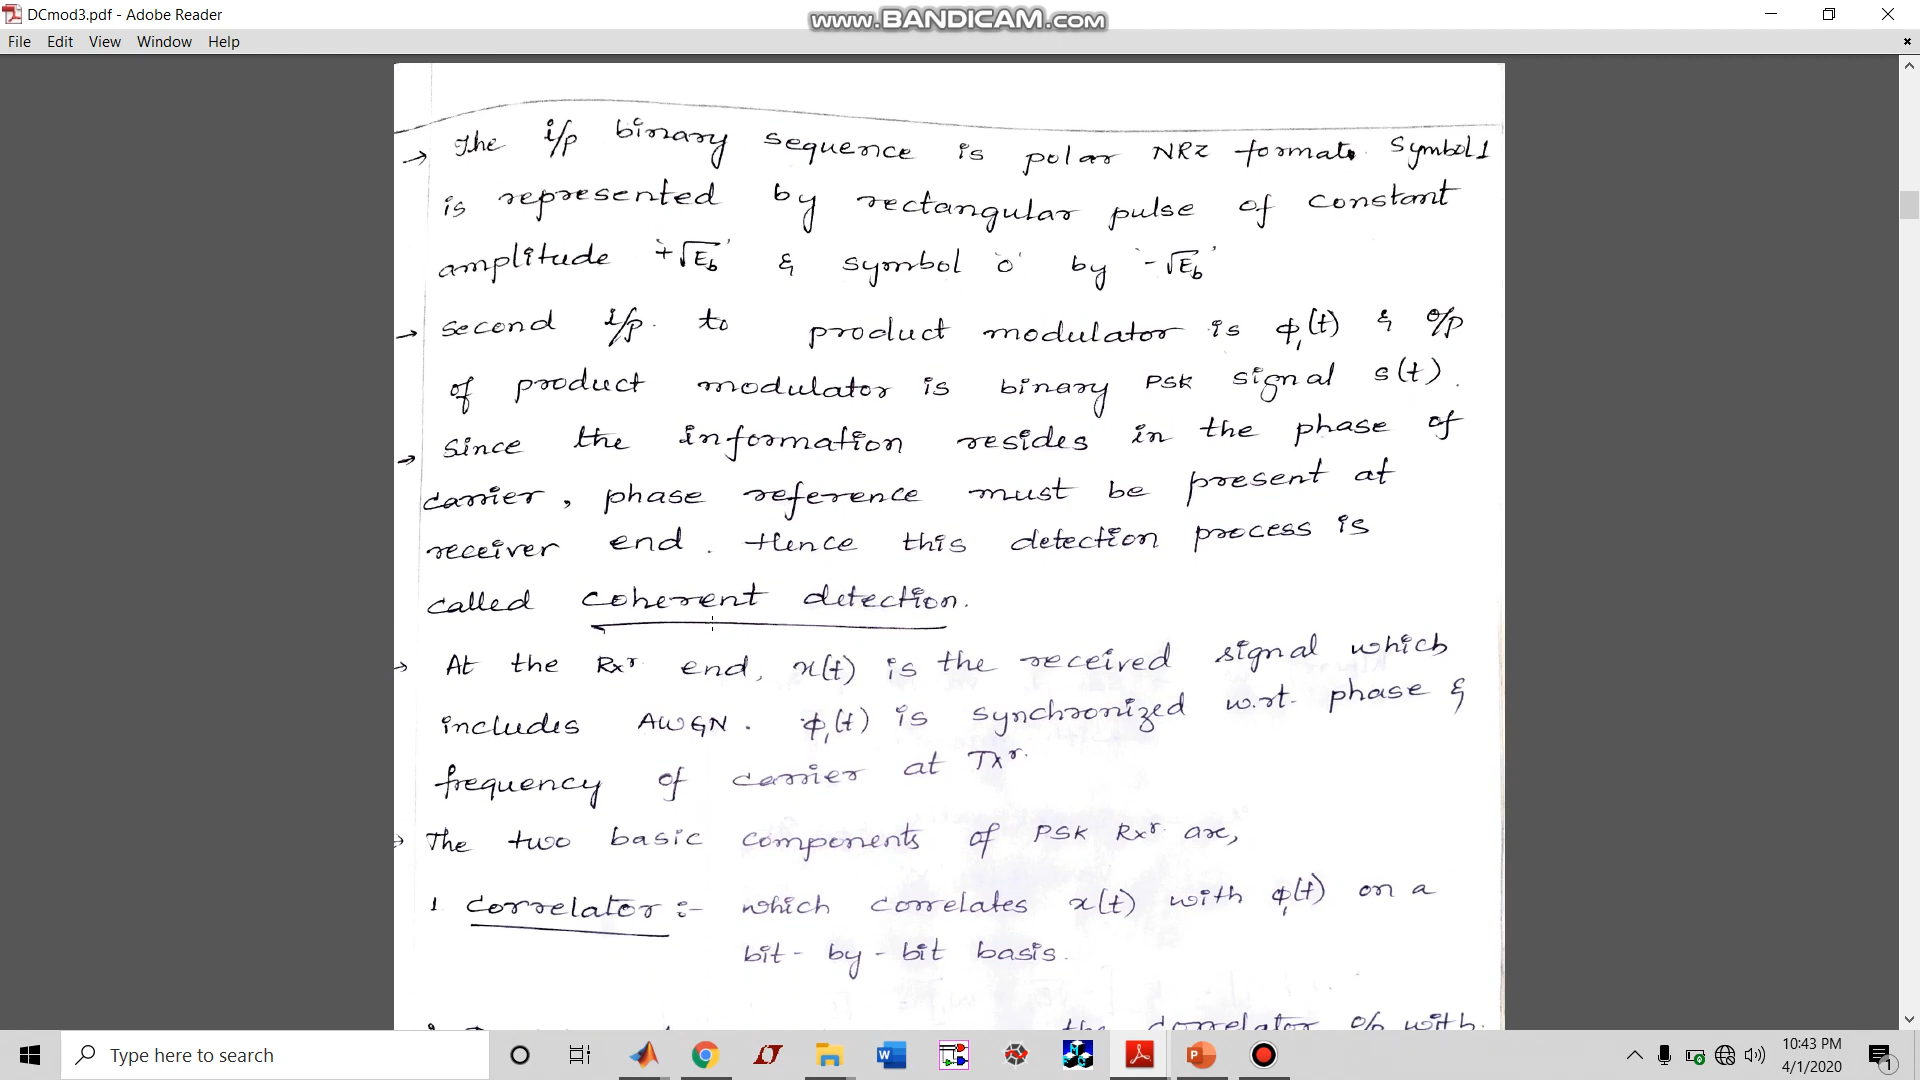 DCmod3.pdf - Adobe Reader
www.BANDICAM.com
File Edit View Window Help
→ The i/p binary sequence is polar NRZ format. Symbol 1
is represented by rectangular pulse of constant
amplitude '+√Eb' & symbol 'o' by '-√Eb'
→ second i/p. to product modulator is ϕ1(t) & o/p
of product modulator is binary PSK signal s(t).
→ Since the information resides in the phase of
carrier, phase reference must be present at
receiver end. Hence this detection process is
called coherent detection.
→ At the Rxr end, x(t) is the received signal which
includes AWGN. ϕ1(t) is synchronized w.r.t. phase &
frequency of carrier at Txr.
→ The two basic components of PSK Rxr are,
1 Correlator :- which correlates x(t) with ϕ1(t) on a
bit-by-bit basis.
the correlator o/p with
Type here to search
10:43 PM
4/1/2020
1